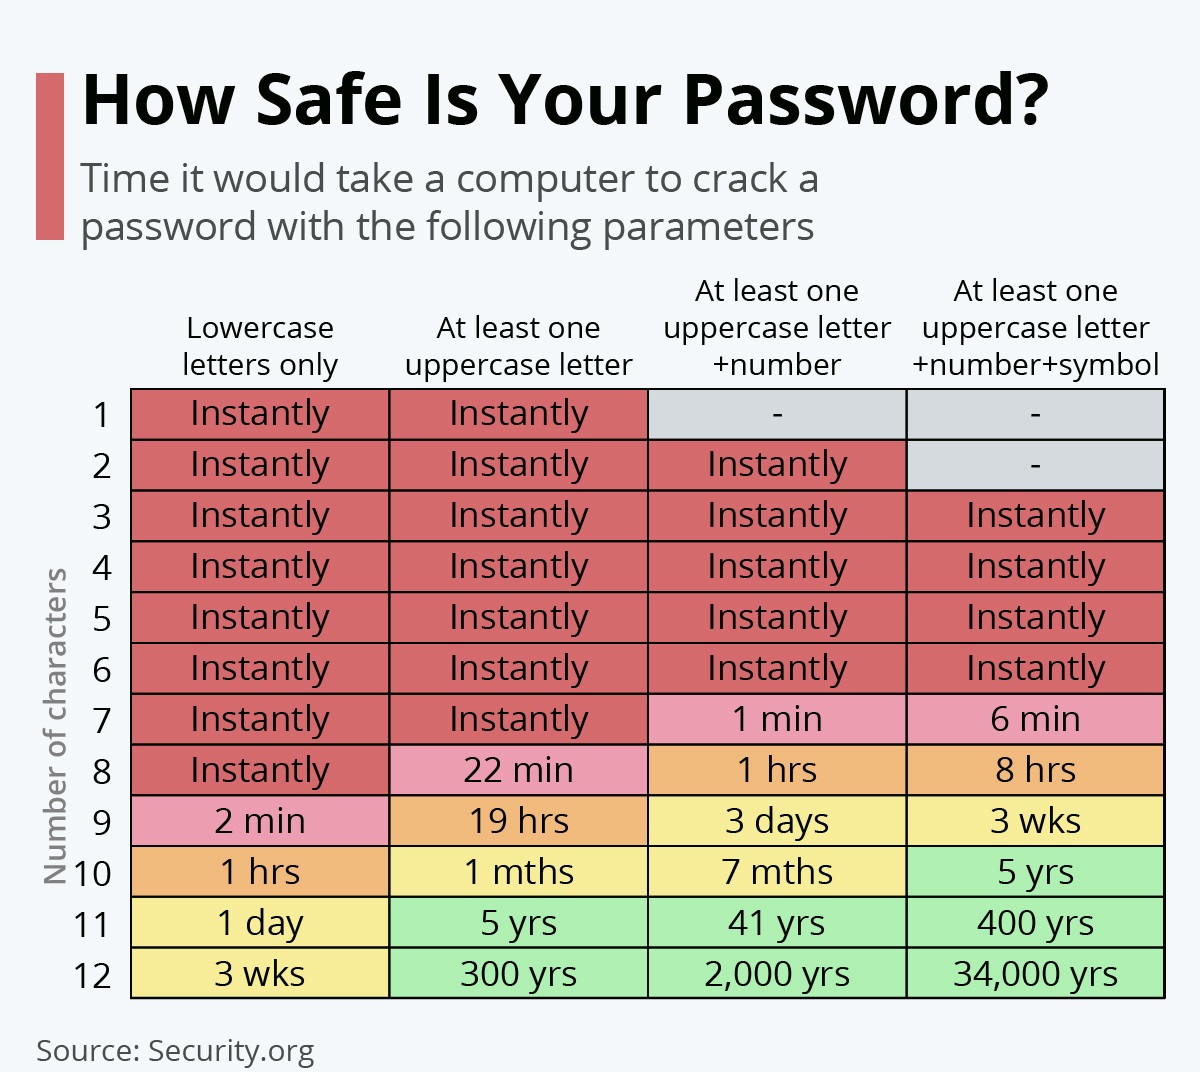 How Safe Is Your Password?
Time it would take a computer to crack a
password with the following parameters
Lowercase
letters only
At least one
uppercase letter
At least one
uppercase letter
+number
At least one
uppercase letter
+number+symbol
Number of characters
1 Instantly Instantly - -
2 Instantly Instantly Instantly -
3 Instantly Instantly Instantly Instantly
4 Instantly Instantly Instantly Instantly
5 Instantly Instantly Instantly Instantly
6 Instantly Instantly Instantly Instantly
7 Instantly Instantly 1 min 6 min
8 Instantly 22 min 1 hrs 8 hrs
9 2 min 19 hrs 3 days 3 wks
10 1 hrs 1 mths 7 mths 5 yrs
11 1 day 5 yrs 41 yrs 400 yrs
12 3 wks 300 yrs 2,000 yrs 34,000 yrs
Source: Security.org